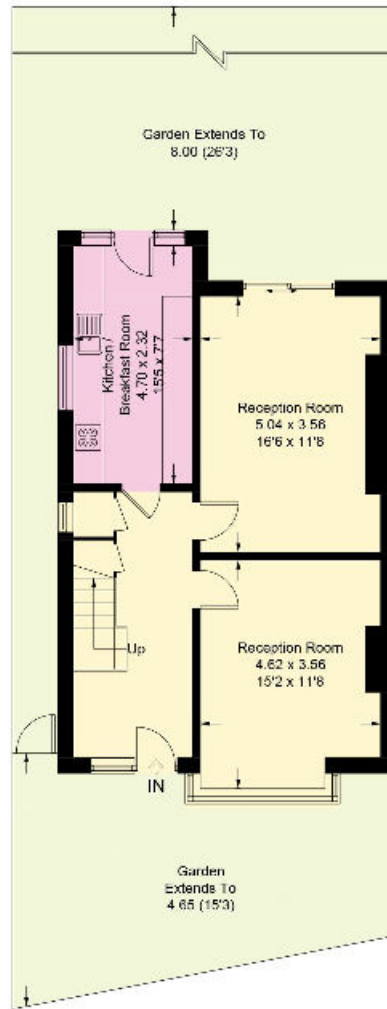 Garden Extends To
8.00 (26'3)
Kitchen /
Breakfast Room
4.70 x 2.32
15'5 x 7'7
Reception Room
5.04 x 3.56
16'6 x 11'8
Up
Reception Room
4.62 x 3.56
15'2 x 11'8
IN
Garden
Extends To
4.65 (15'3)